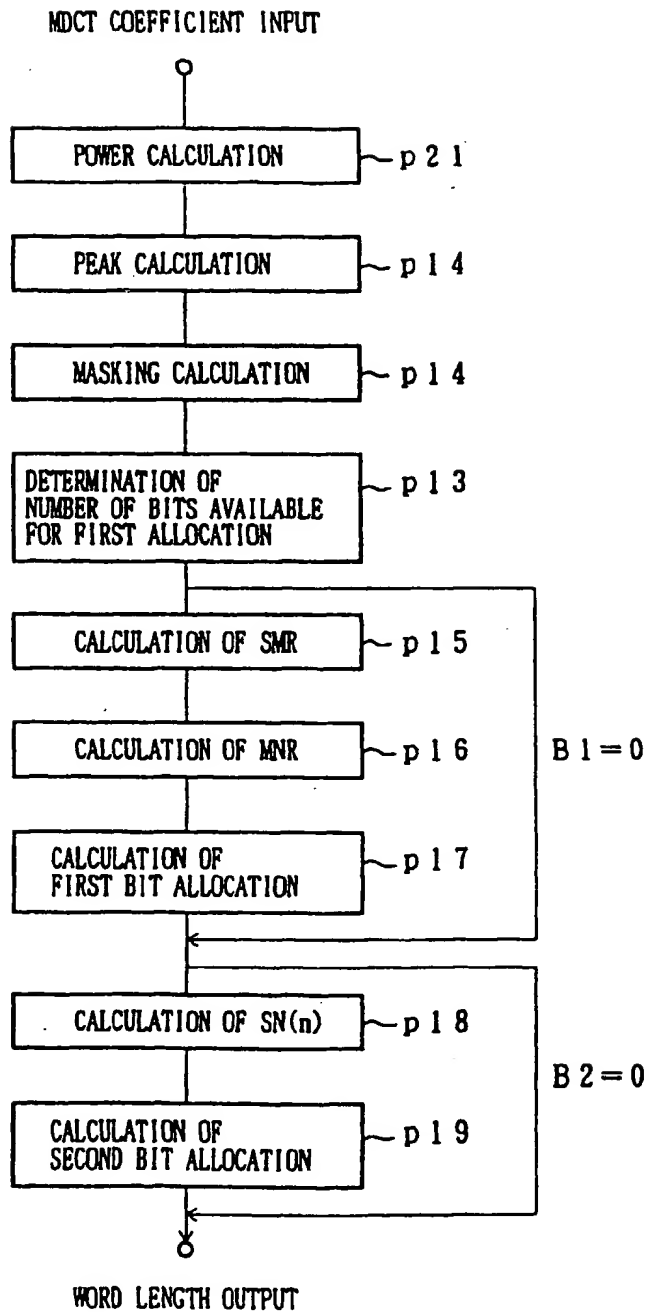 MDCT COEFFICIENT INPUT
POWER CALCULATION
p21
PEAK CALCULATION
p14
MASKING CALCULATION
p14
DETERMINATION OF
NUMBER OF BITS AVAILABLE
FOR FIRST ALLOCATION
p13
CALCULATION OF SMR
p15
CALCULATION OF MNR
p16
B1=0
CALCULATION OF
FIRST BIT ALLOCATION
p17
CALCULATION OF SN(n)
p18
B2=0
CALCULATION OF
SECOND BIT ALLOCATION
p19
WORD LENGTH OUTPUT